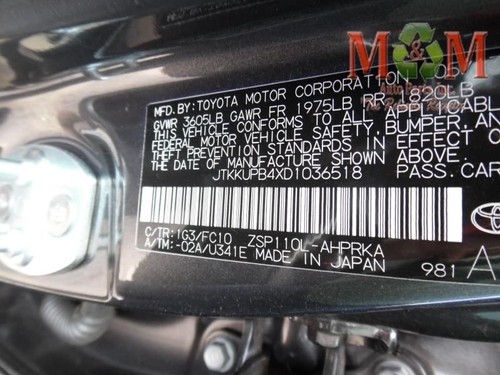 M&M
MFD. BY: TOYOTA MOTOR CORPORATION
GVWR 3605LB GAWR FR 1975LB RR 1820LB
THIS VEHICLE CONFORMS TO ALL APPLICABL
FEDERAL MOTOR VEHICLE SAFETY, BUMPER, AN
THEFT PREVENTION STANDARDS IN EFFECT ON
THE DATE OF MANUFACTURE SHOWN ABOVE.
JTKKUPB4XD1036518 PASS. CAR
C/TR: 1G3/FC10 ZSP110L-AHPRKA
A/TM: -02A/U341E MADE IN JAPAN
981 A